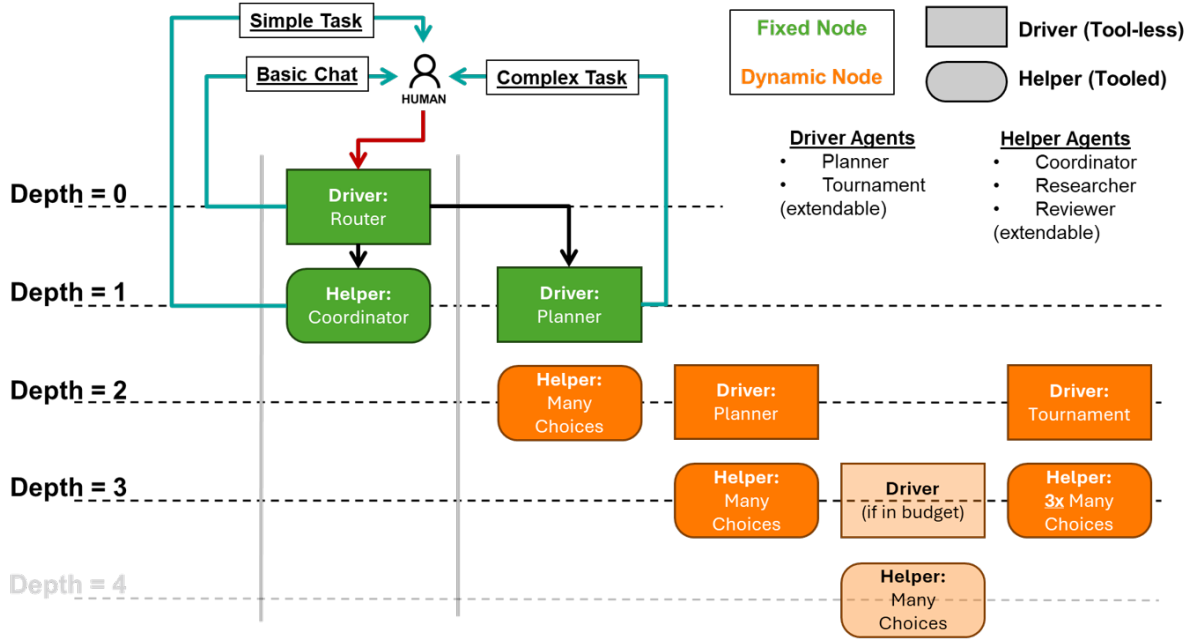 Simple Task
Basic Chat
HUMAN
Complex Task
Fixed Node
Dynamic Node
Driver (Tool-less)
Helper (Tooled)
Driver Agents
• Planner
• Tournament
(extendable)
Helper Agents
• Coordinator
• Researcher
• Reviewer
(extendable)
Depth = 0
Driver:
Router
Depth = 1
Helper:
Coordinator
Driver:
Planner
Depth = 2
Helper:
Many
Choices
Driver:
Planner
Driver:
Tournament
Depth = 3
Helper:
Many
Choices
Driver
(if in budget)
Helper:
3x Many
Choices
Depth = 4
Helper:
Many
Choices